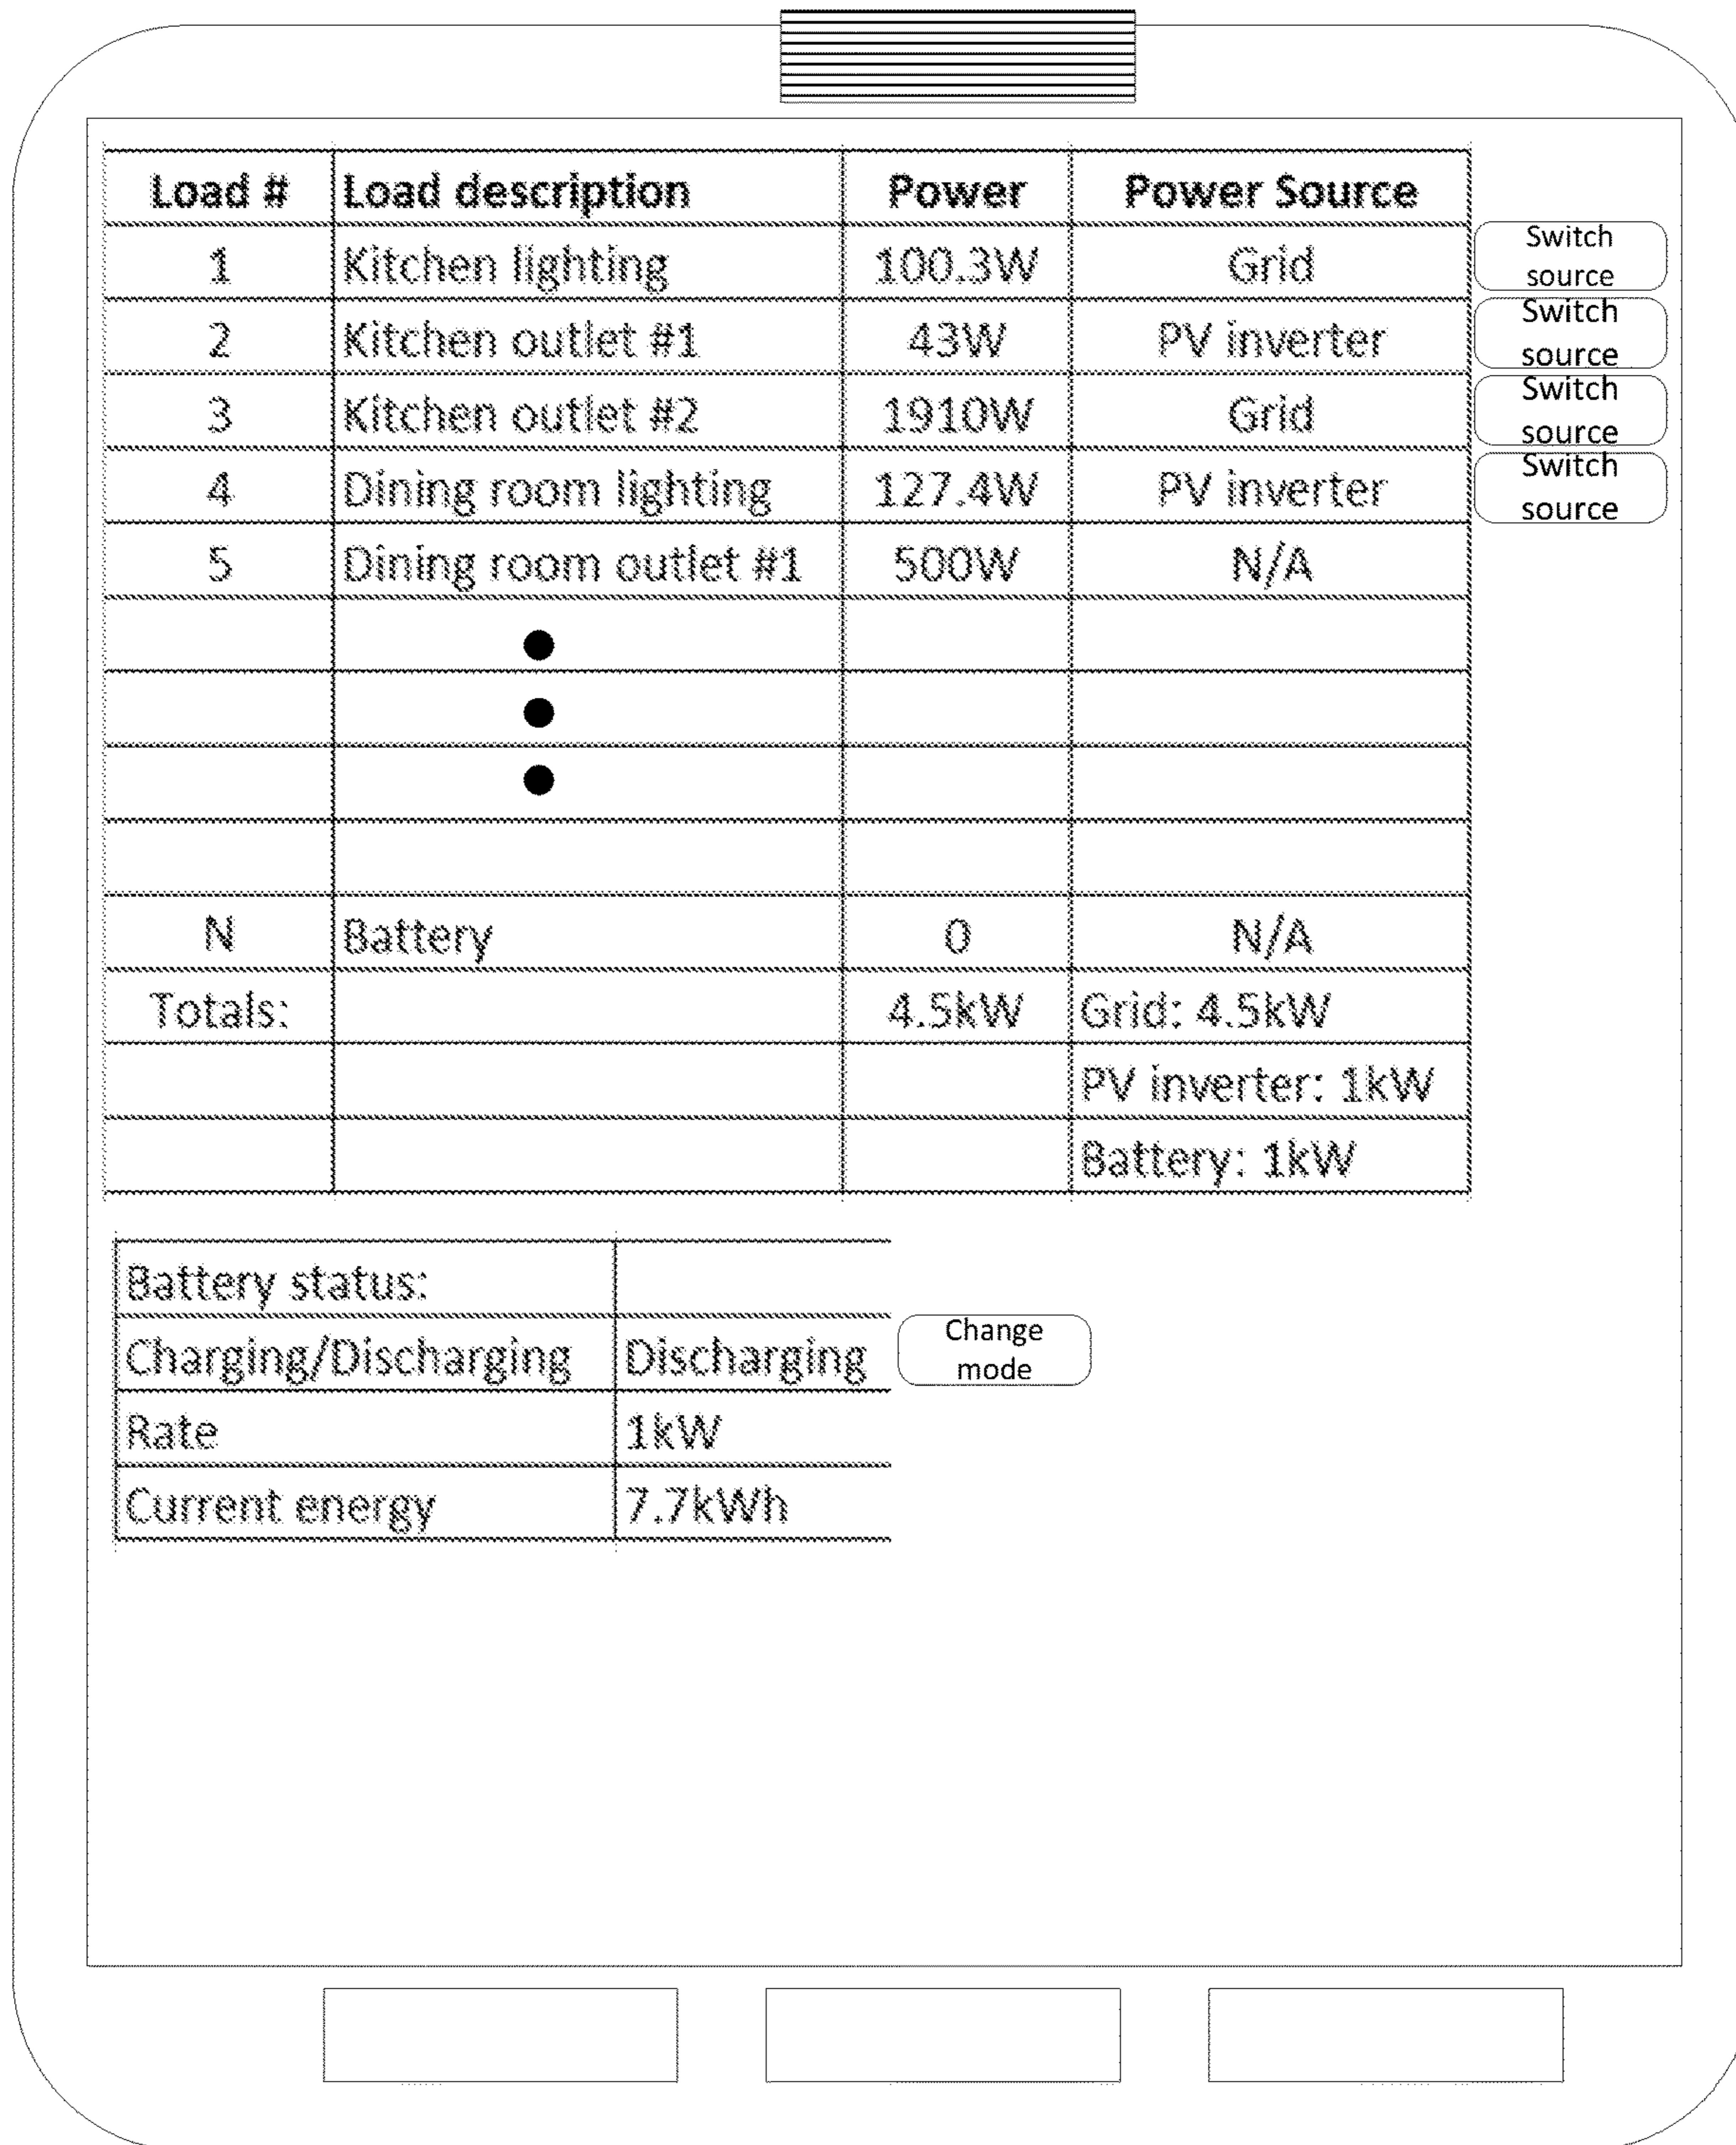 Load # Load description Power Power Source
1 Kitchen lighting 100.3W Grid Switch source
2 Kitchen outlet #1 43W PV inverter Switch source
3 Kitchen outlet #2 1910W Grid Switch source
4 Dining room lighting 127.4W PV inverter Switch source
5 Dining room outlet #1 500W N/A
N Battery 0 N/A
Totals: 4.5kW Grid: 4.5kW
PV inverter: 1kW
Battery: 1kW
Battery status:
Charging/Discharging Discharging Change mode
Rate 1kW
Current energy 7.7kWh